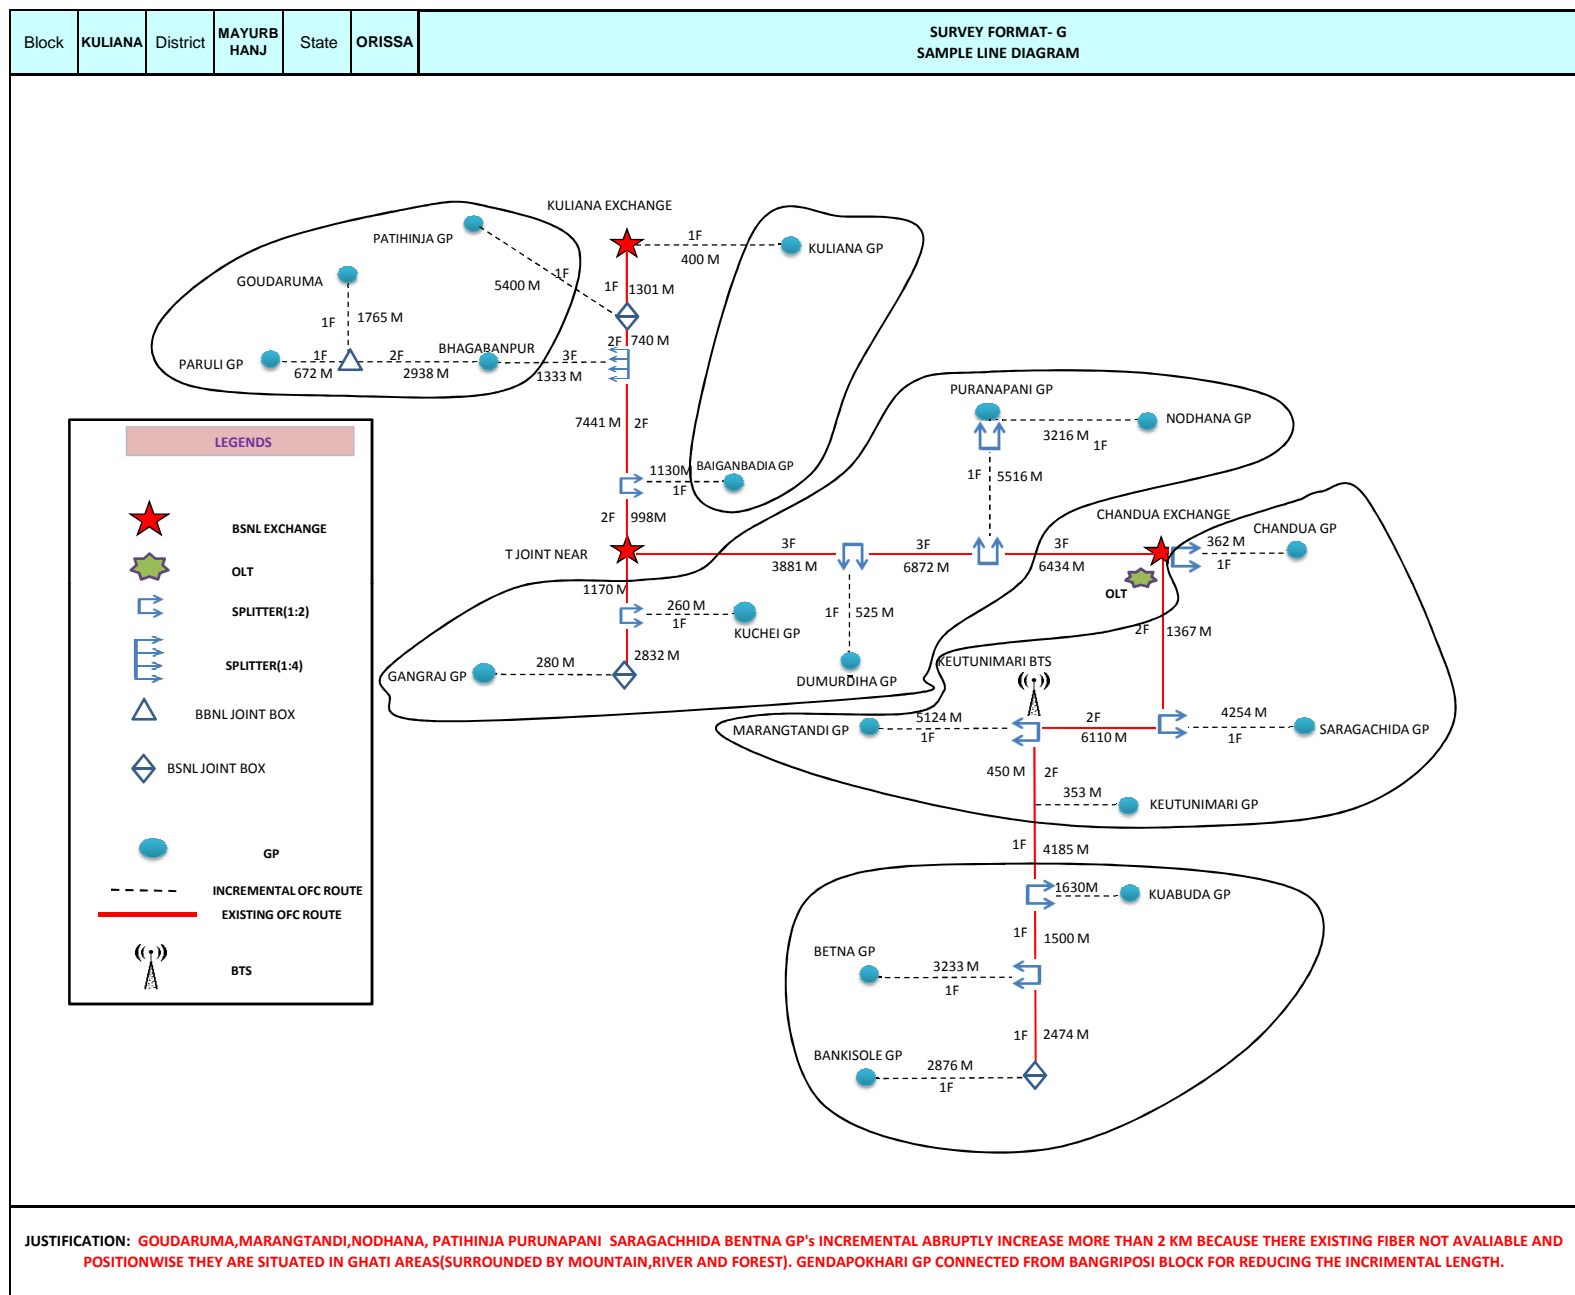 Block KULIANA District MAYURB State ORISSA SURVEY FORMAT- G
HANJ SAMPLE LINE DIAGRAM
KULIANA EXCHANGE
PATIHINJA GP
1F
KULIANA GP
400 M
GOUDARUMA
1F
5400 M
1F 1301 M
1765 M
1F
2F 740 M
BHAGABANPUR
PARULI GP
1F 2F 3F
672 M 2938 M 1333 M
PURANAPANI GP
7441 M 2F
NODHANA GP
3216 M
1F
LEGENDS
1130M BAIGANBADIA GP
1F
1F 5516 M
BSNL EXCHANGE
2F 998M
CHANDUA EXCHANGE
CHANDUA GP
T JOINT NEAR
3F 3F 3F
362 M
3881 M 6872 M 6434 M
1F
OLT
OLT
1170 M
SPLITTER(1:2)
260 M
1F
KUCHEI GP
1F 525 M
2F 1367 M
SPLITTER(1:4)
GANGRAJ GP
280 M
2832 M
DUMURDIHA GP
KEUTUNIMARI BTS
BBNL JOINT BOX
MARANGTANDI GP
5124 M
1F
2F
6110 M
4254 M
1F
SARAGACHIDA GP
BSNL JOINT BOX
450 M 2F
353 M
KEUTUNIMARI GP
GP
1F 4185 M
INCREMENTAL OFC ROUTE
1630M
KUABUDA GP
EXISTING OFC ROUTE
1F 1500 M
BETNA GP
3233 M
1F
BTS
1F 2474 M
BANKISOLE GP
2876 M
1F
JUSTIFICATION: GOUDARUMA,MARANGTANDI,NODHANA, PATIHINJA PURUNAPANI SARAGACHHIDA BENTNA GP's INCREMENTAL ABRUPTLY INCREASE MORE THAN 2 KM BECAUSE THERE EXISTING FIBER NOT AVALIABLE AND
POSITIONWISE THEY ARE SITUATED IN GHATI AREAS(SURROUNDED BY MOUNTAIN,RIVER AND FOREST). GENDAPOKHARI GP CONNECTED FROM BANGRIPOSI BLOCK FOR REDUCING THE INCRIMENTAL LENGTH.